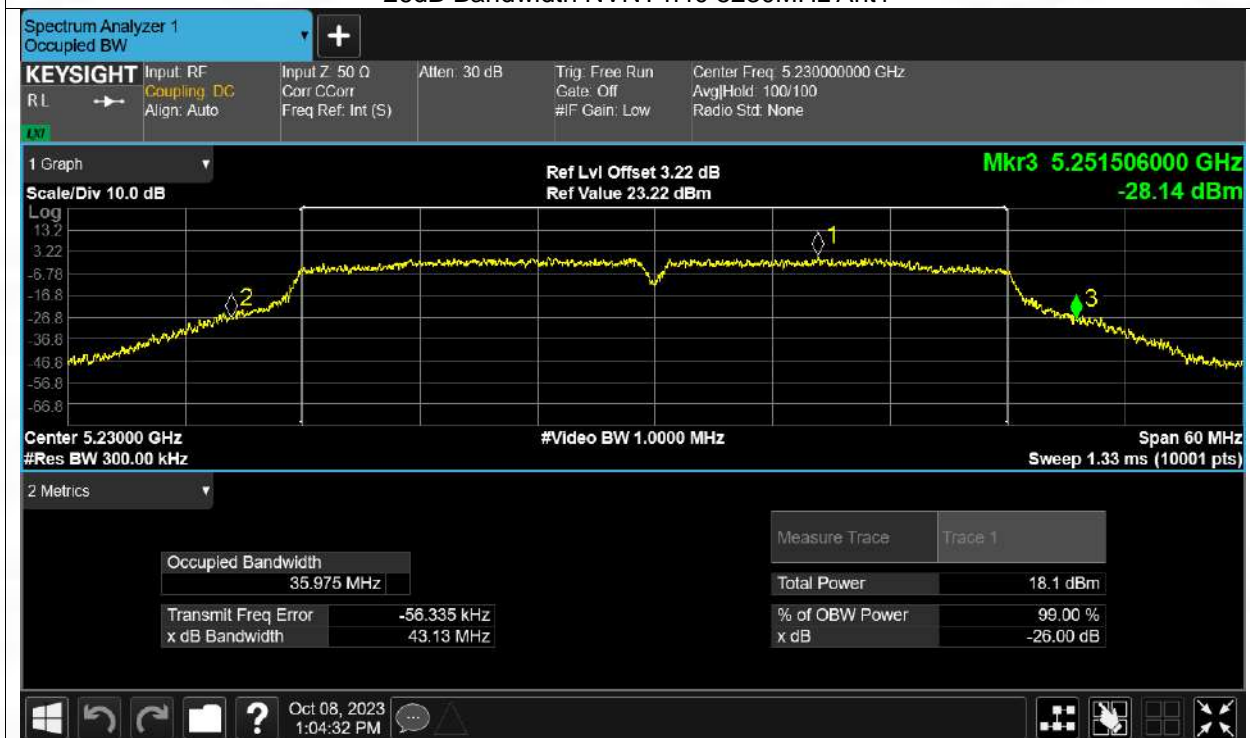 Spectrum Analyzer 1
Occupied BW
+
KEYSIGHT Input: RF Input Z: 50 Ω Atten: 30 dB Trig: Free Run Center Freq: 5.230000000 GHz
RL Coupling: DC Corr CCorr Gate: Off Avg|Hold: 100/100
Align: Auto Freq Ref: Int (S) #IF Gain: Low Radio Std: None
LXI
1 Graph
Scale/Div 10.0 dB
Ref Lvl Offset 3.22 dB
Ref Value 23.22 dBm
Mkr3 5.251506000 GHz
-28.14 dBm
Log
13.2
3.22
-6.78
-16.8
-26.8
-36.8
-46.8
-56.8
-66.8
1
2
3
Center 5.23000 GHz #Video BW 1.0000 MHz Span 60 MHz
#Res BW 300.00 kHz Sweep 1.33 ms (10001 pts)
2 Metrics
Measure Trace Trace 1
Occupied Bandwidth
35.975 MHz
Total Power 18.1 dBm
Transmit Freq Error -56.335 kHz % of OBW Power 99.00 %
x dB Bandwidth 43.13 MHz x dB -26.00 dB
?
Oct 08, 2023
1:04:32 PM